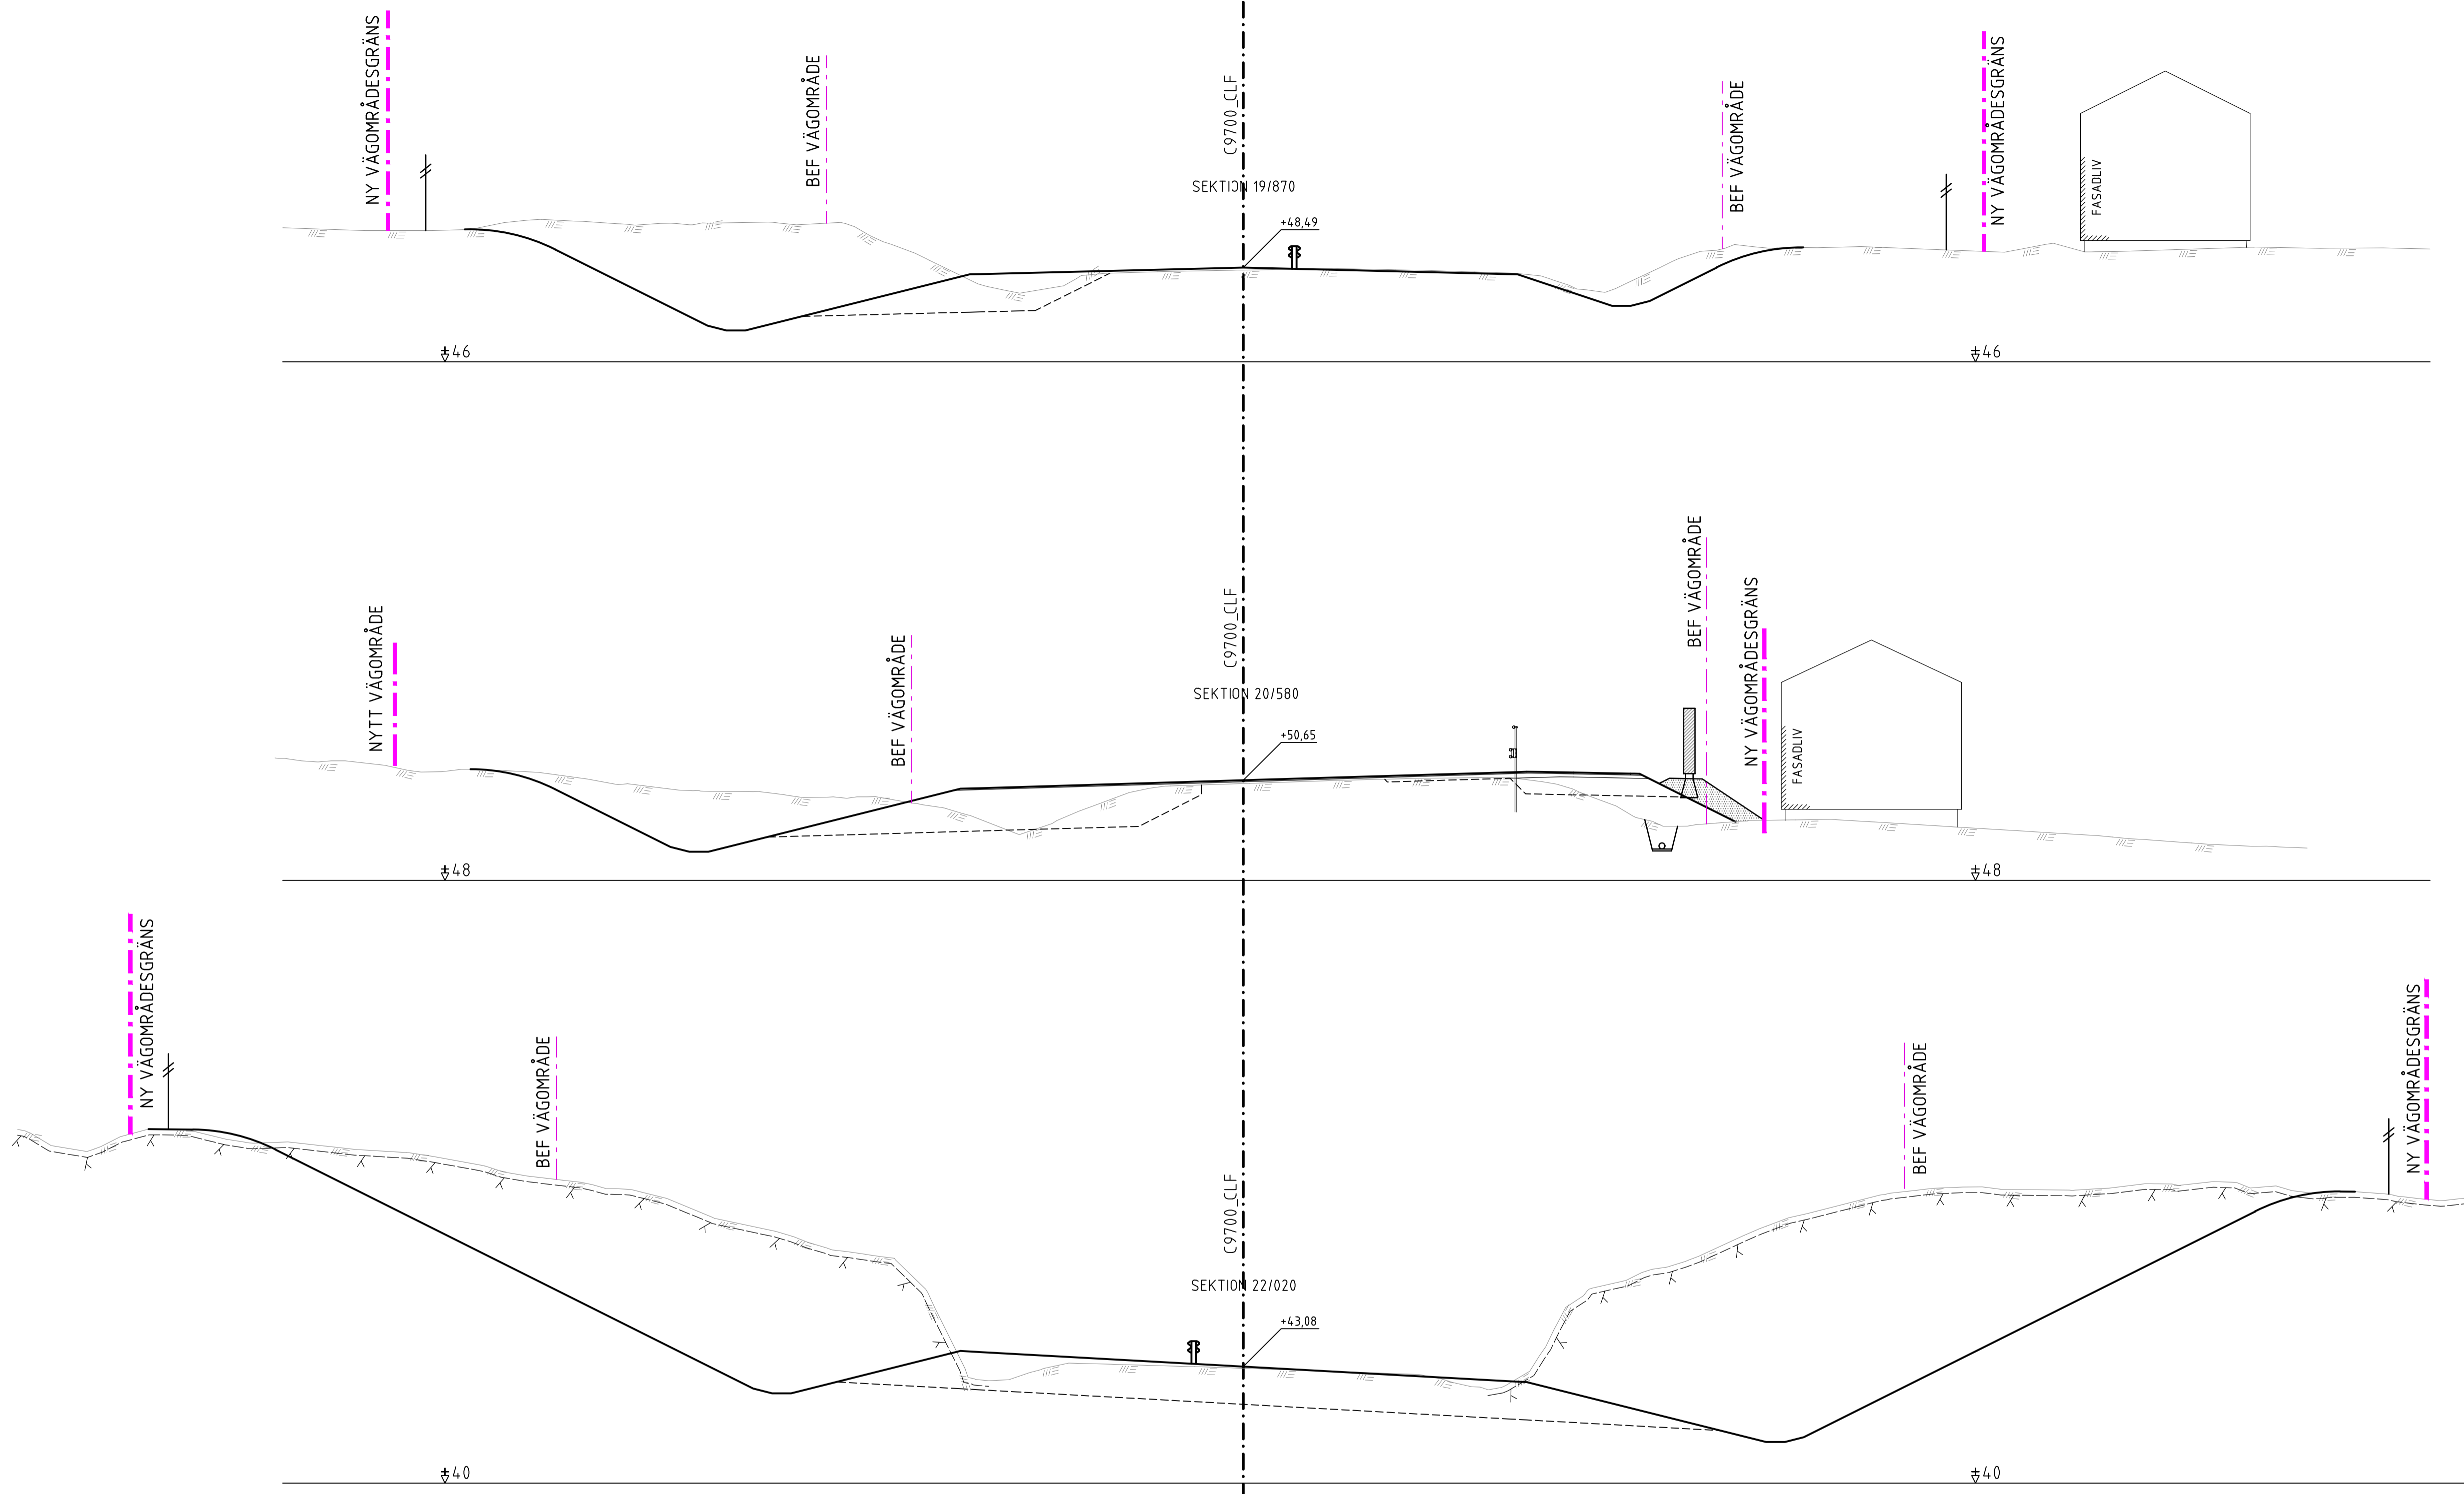 NY VÄGOMRÅDESGRÄNS
BEF VÄGOMRÅDE
C9700_CLF
BEF VÄGOMRÅDE
NY VÄGOMRÅDESGRÄNS
FASADLIV
SEKTION 19/870
+48,49
+46
+46
NYTT VÄGOMRÅDE
BEF VÄGOMRÅDE
C9700_CLF
BEF VÄGOMRÅDE
NY VÄGOMRÅDESGRÄNS
FASADLIV
SEKTION 20/580
+50,65
+48
+48
NY VÄGOMRÅDESGRÄNS
BEF VÄGOMRÅDE
C9700_CLF
BEF VÄGOMRÅDE
NY VÄGOMRÅDESGRÄNS
SEKTION 22/020
+43,08
+40
+40